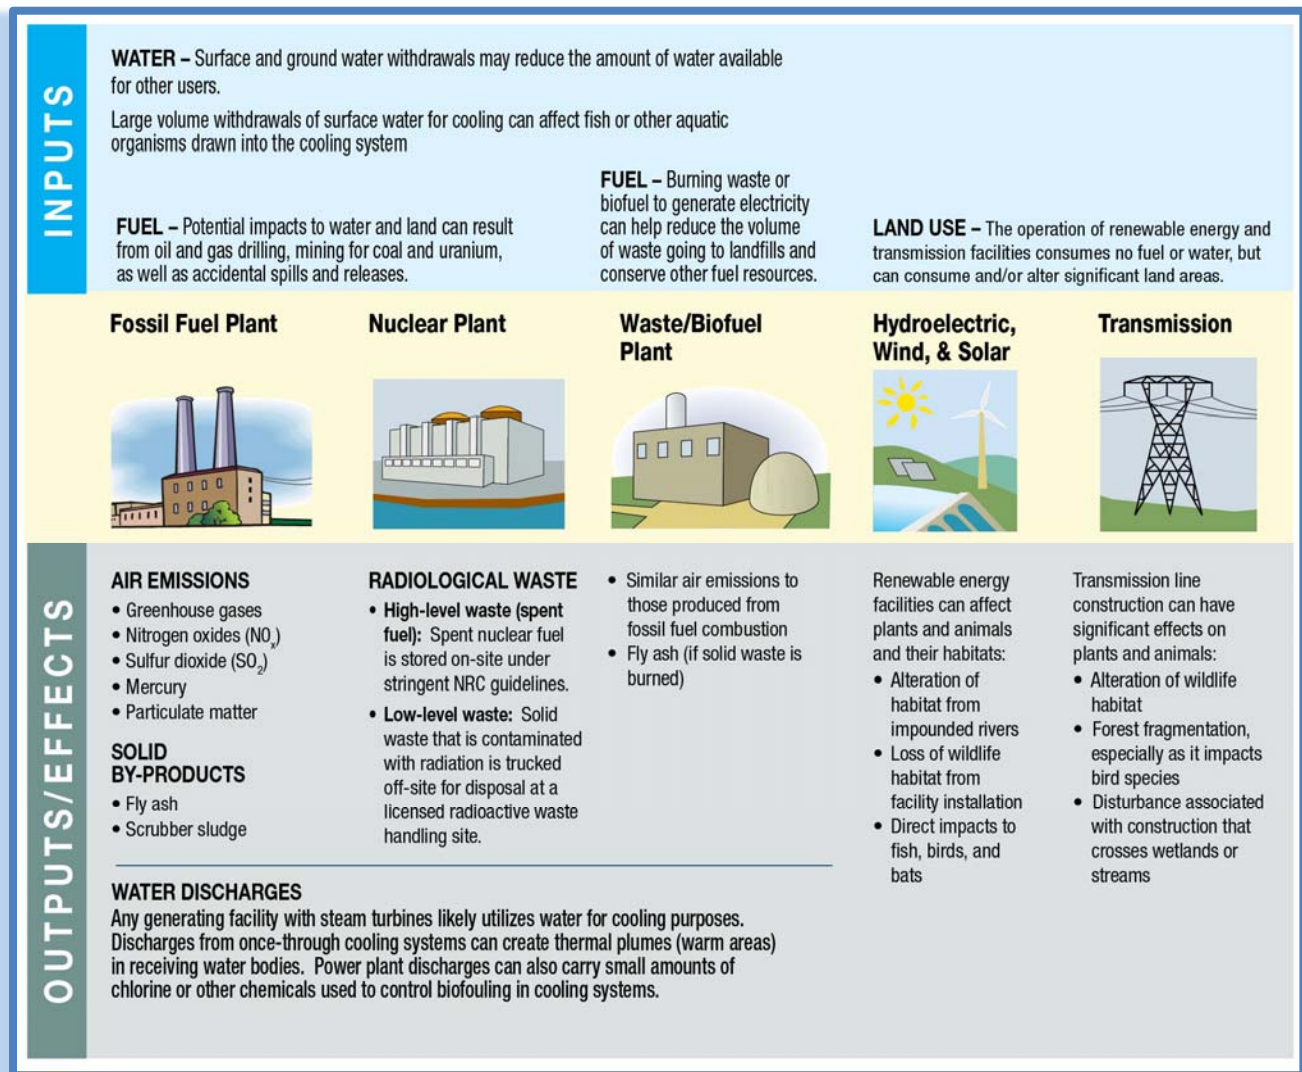 INPUTS
WATER – Surface and ground water withdrawals may reduce the amount of water available
for other users.
Large volume withdrawals of surface water for cooling can affect fish or other aquatic
organisms drawn into the cooling system
FUEL – Potential impacts to water and land can result
from oil and gas drilling, mining for coal and uranium,
as well as accidental spills and releases.
FUEL – Burning waste or
biofuel to generate electricity
can help reduce the volume
of waste going to landfills and
conserve other fuel resources.
LAND USE – The operation of renewable energy and
transmission facilities consumes no fuel or water, but
can consume and/or alter significant land areas.
Fossil Fuel Plant
Nuclear Plant
Waste/Biofuel
Plant
Hydroelectric,
Wind, & Solar
Transmission
OUTPUTS/EFFECTS
AIR EMISSIONS
• Greenhouse gases
• Nitrogen oxides (NOx)
• Sulfur dioxide (SO2)
• Mercury
• Particulate matter
SOLID
BY-PRODUCTS
• Fly ash
• Scrubber sludge
RADIOLOGICAL WASTE
• High-level waste (spent
fuel): Spent nuclear fuel
is stored on-site under
stringent NRC guidelines.
• Low-level waste: Solid
waste that is contaminated
with radiation is trucked
off-site for disposal at a
licensed radioactive waste
handling site.
• Similar air emissions to
those produced from
fossil fuel combustion
• Fly ash (if solid waste is
burned)
Renewable energy
facilities can affect
plants and animals
and their habitats:
• Alteration of
habitat from
impounded rivers
• Loss of wildlife
habitat from
facility installation
• Direct impacts to
fish, birds, and
bats
Transmission line
construction can have
significant effects on
plants and animals:
• Alteration of wildlife
habitat
• Forest fragmentation,
especially as it impacts
bird species
• Disturbance associated
with construction that
crosses wetlands or
streams
WATER DISCHARGES
Any generating facility with steam turbines likely utilizes water for cooling purposes.
Discharges from once-through cooling systems can create thermal plumes (warm areas)
in receiving water bodies. Power plant discharges can also carry small amounts of
chlorine or other chemicals used to control biofouling in cooling systems.